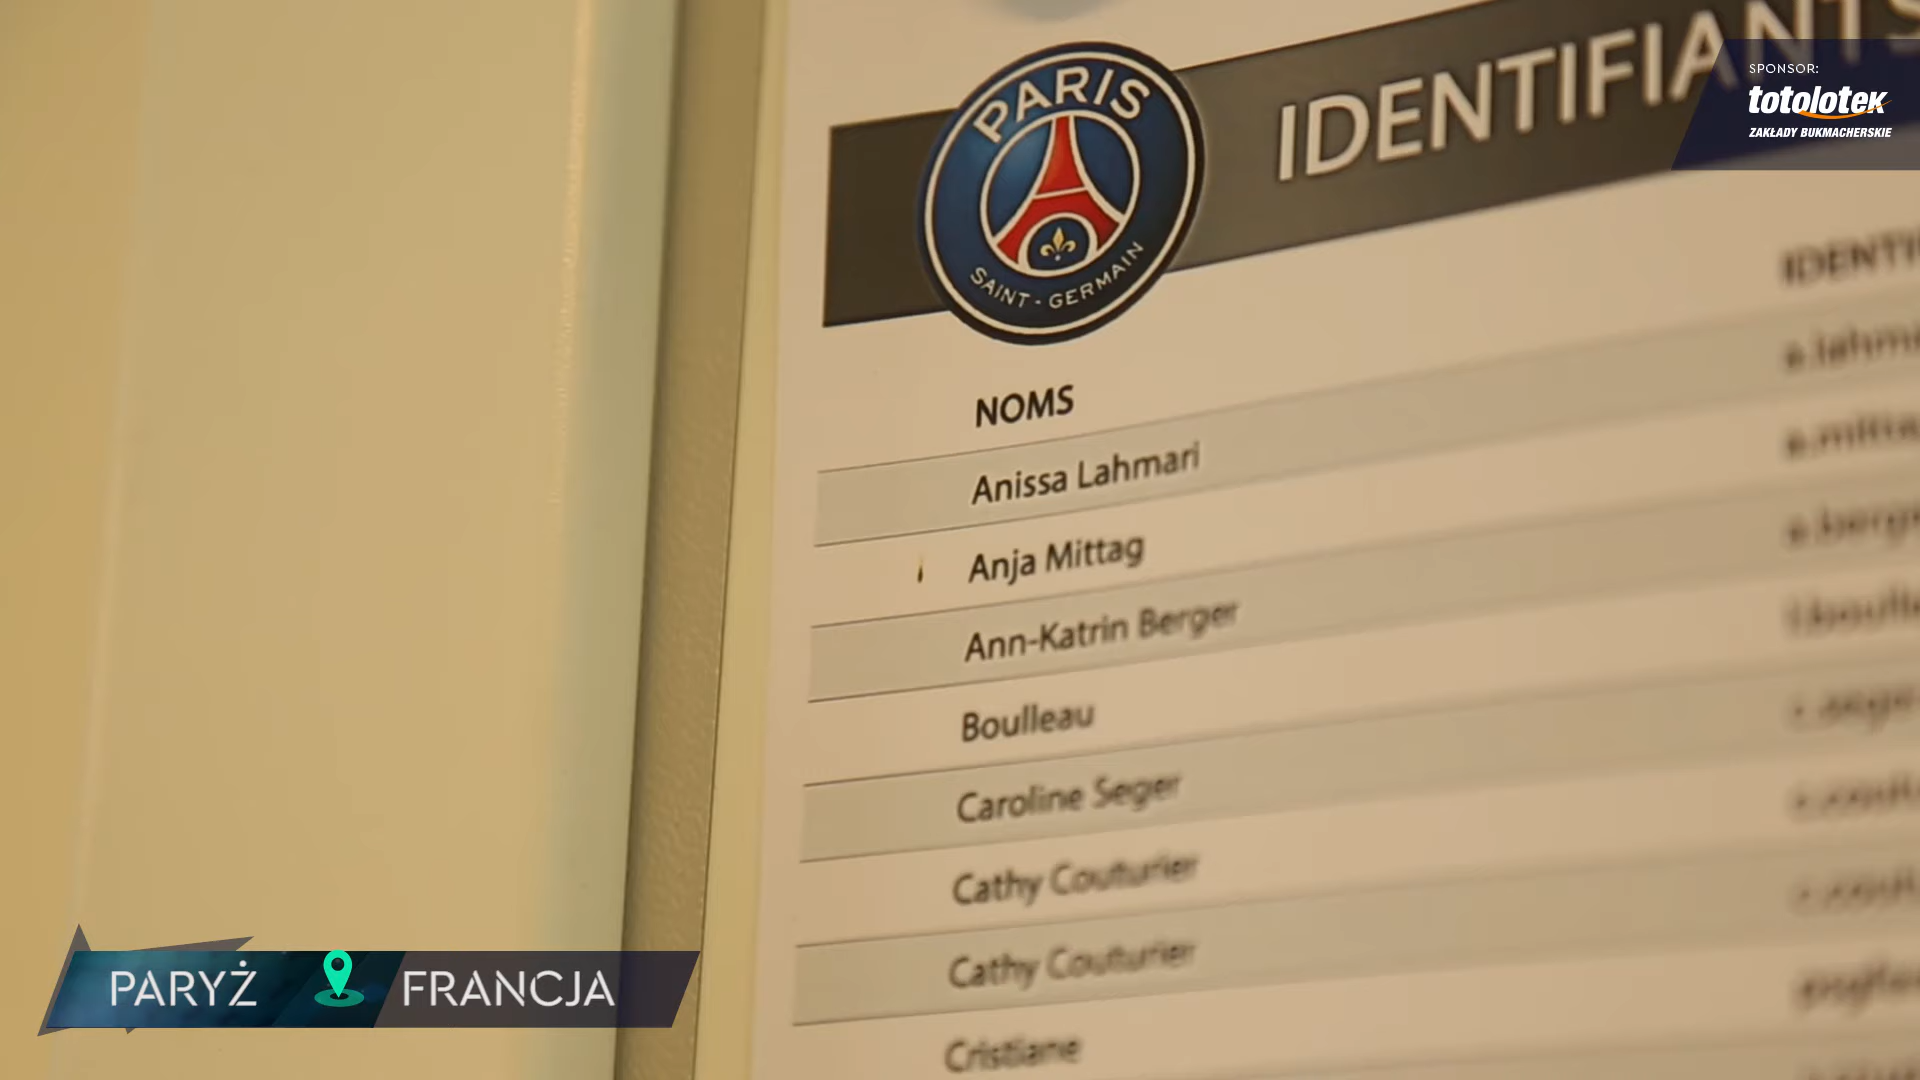 PARIS
SAINT-GERMAIN
IDENTIFIANTS
SPONSOR:
totolotek
ZAKŁADY BUKMACHERSKIE
NOMS
Anissa Lahmari
Anja Mittag
Ann-Katrin Berger
Boulleau
Caroline Seger
Cathy Couturier
Cathy Couturier
Cristiane
PARYŻ FRANCJA